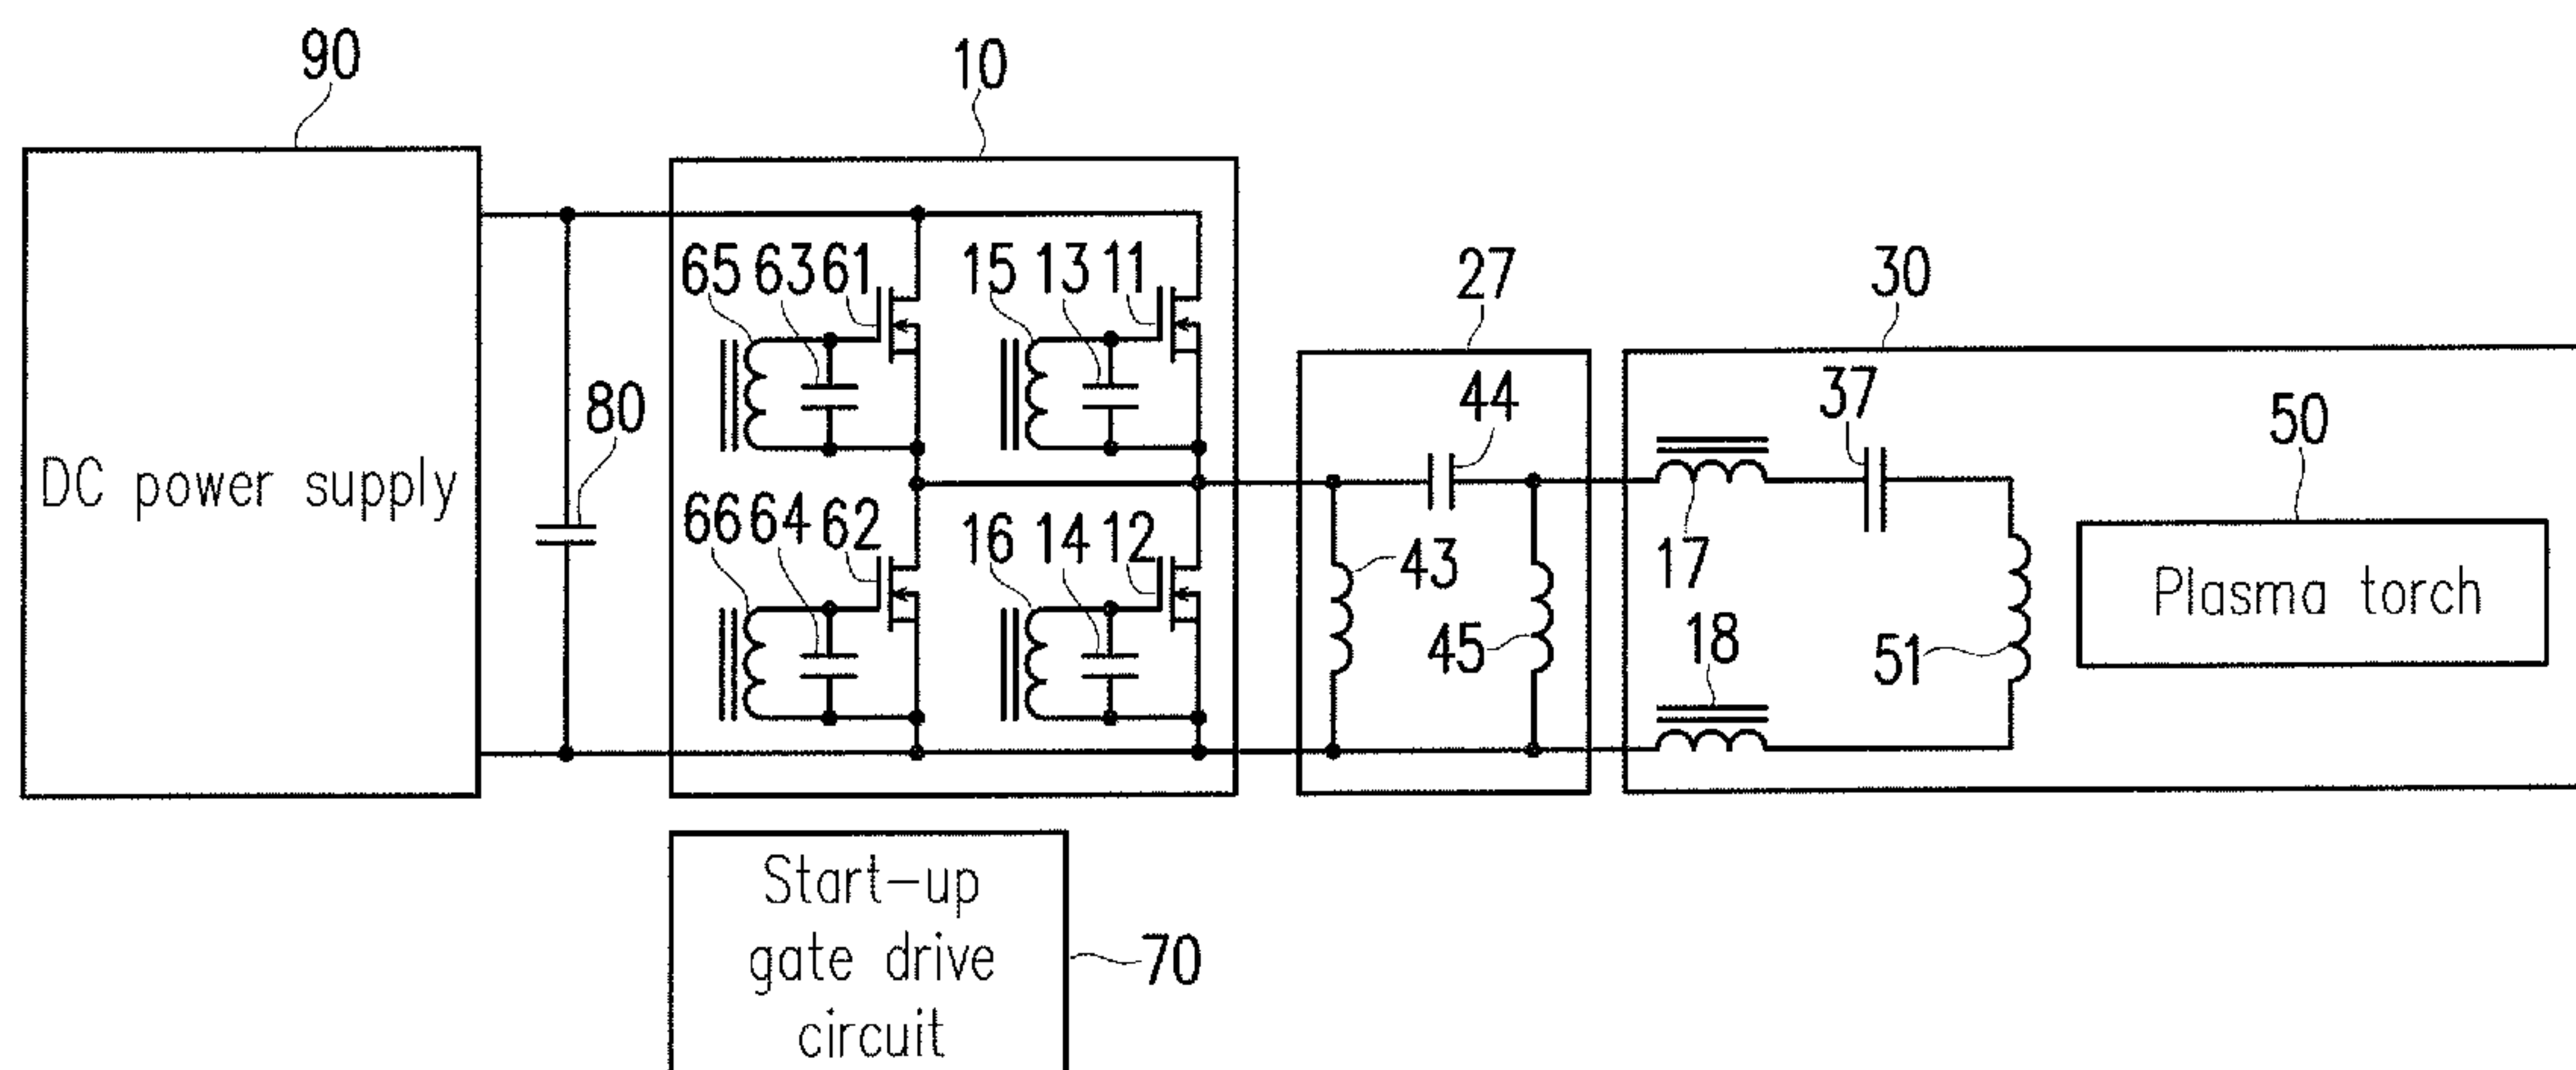 90
10
65 63 61 15 13 11
27
30
80
44
37
50
DC power supply
66 64 62 16 14 12
43
17
Plasma torch
45
18
51
Start-up
gate drive
circuit
70